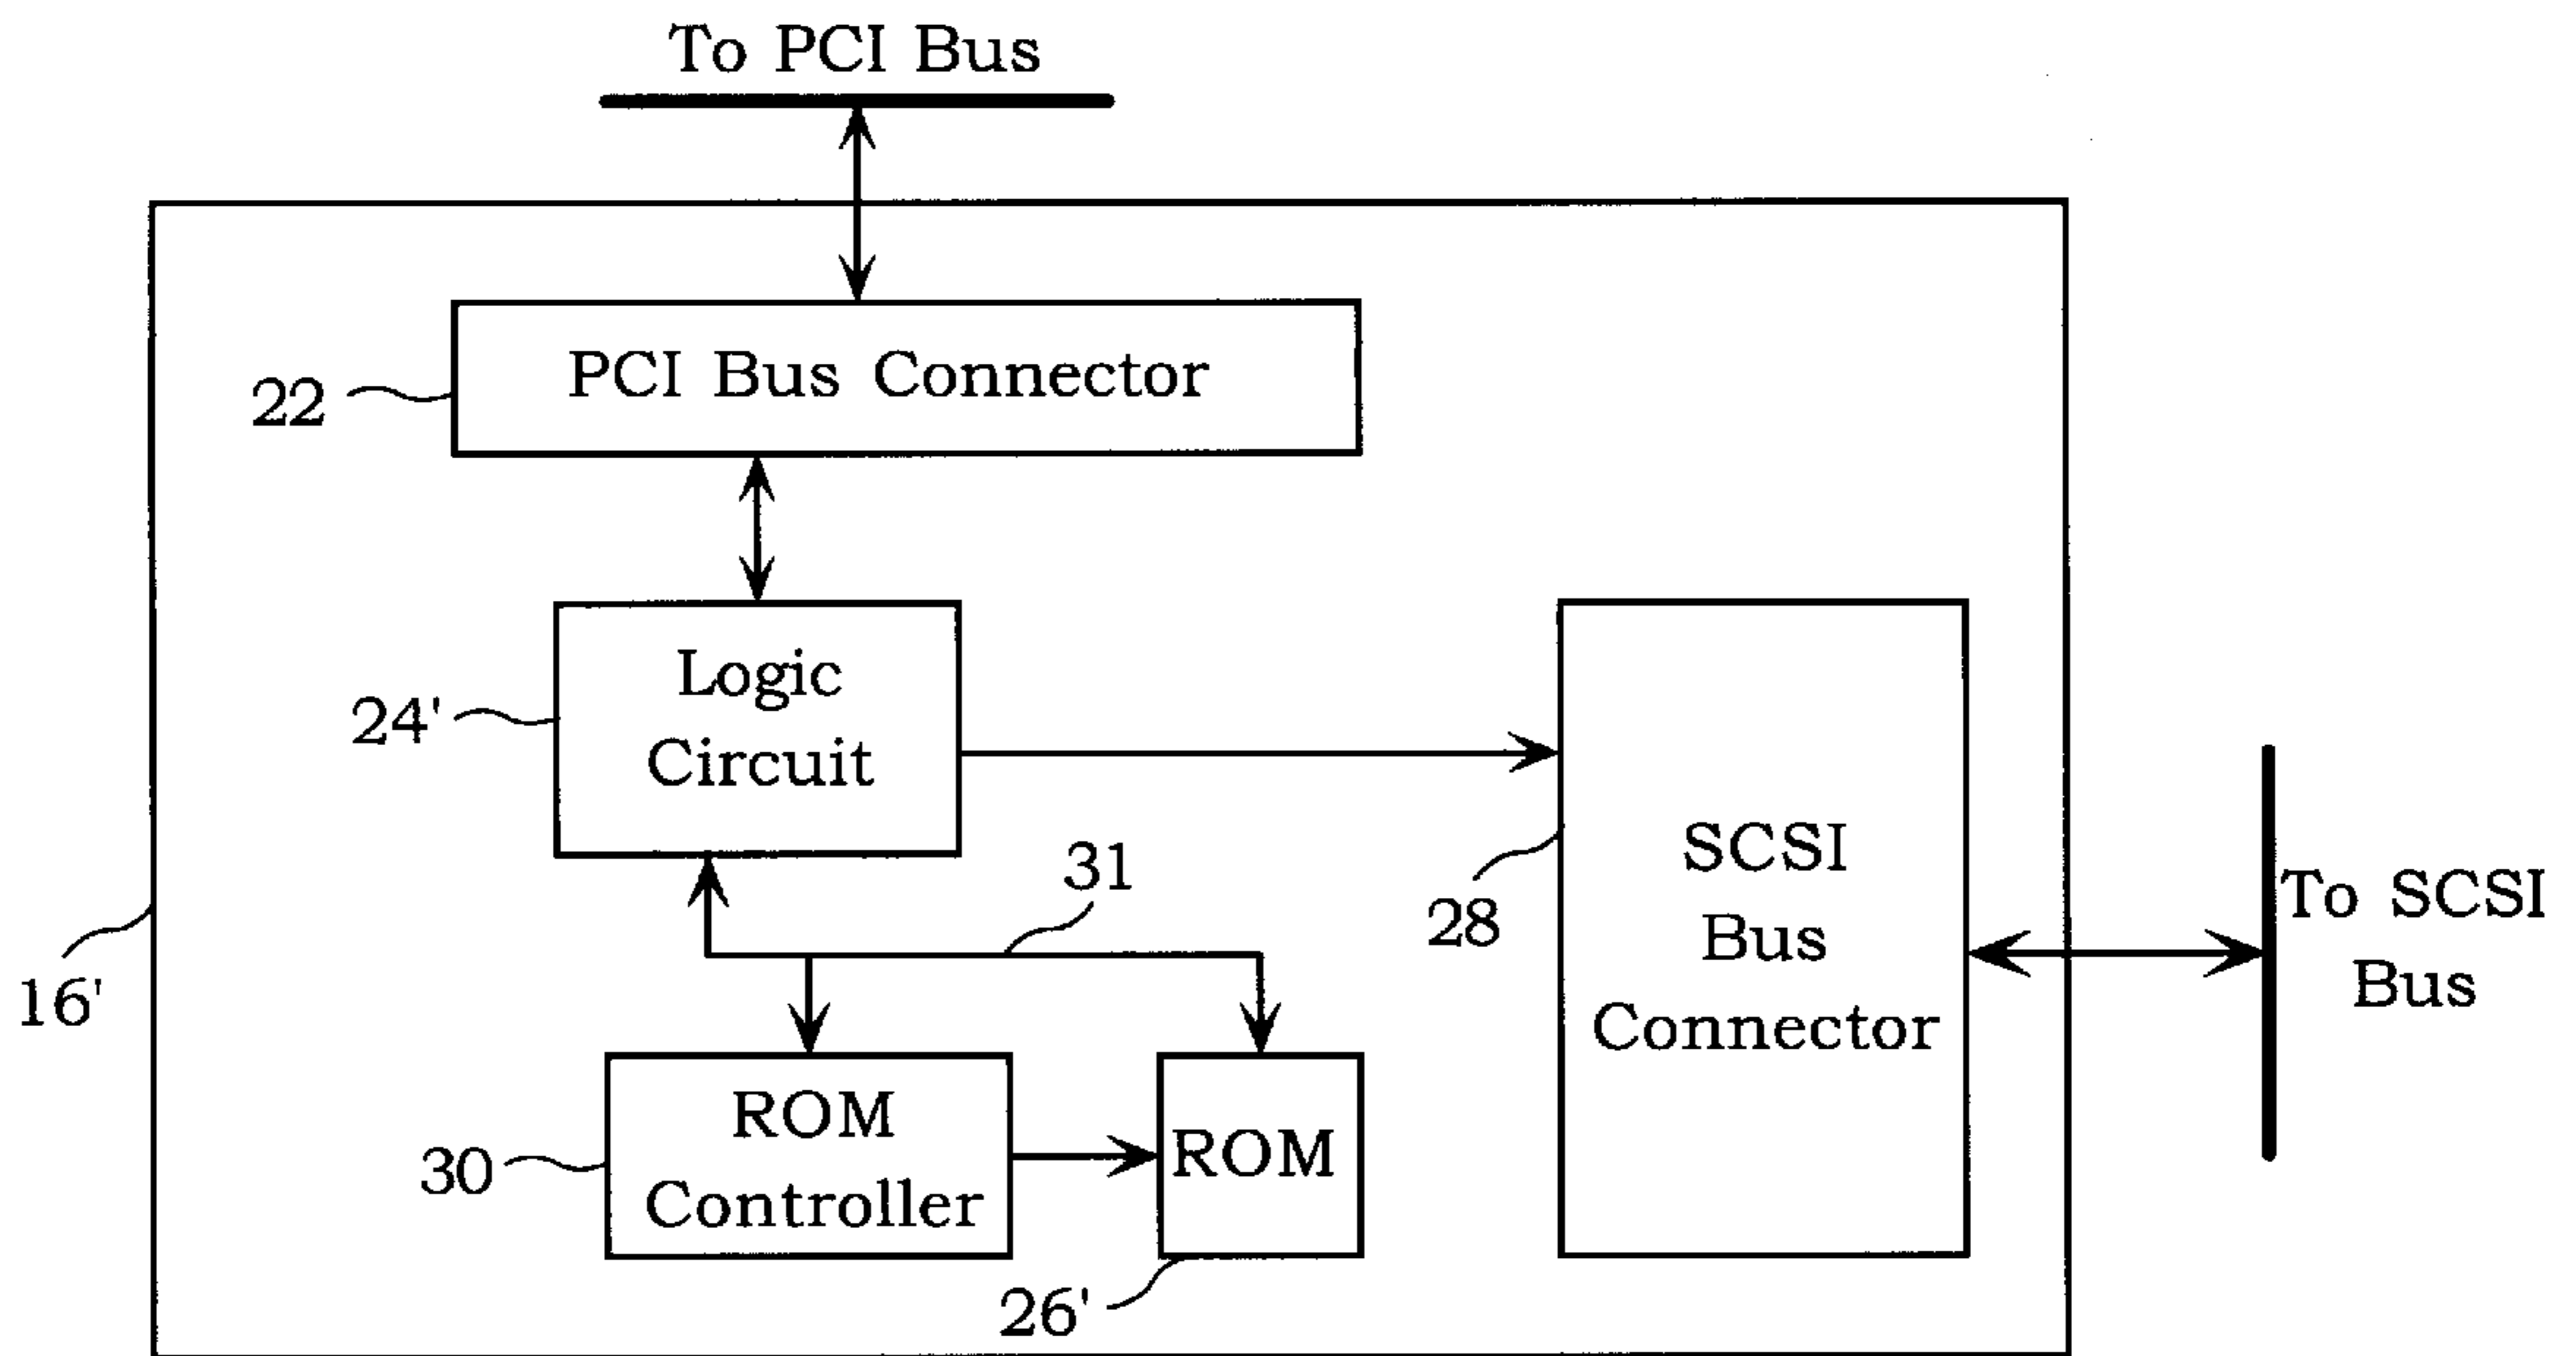 To PCI Bus
PCI Bus Connector
22
Logic
Circuit
24'
31
28
SCSI
Bus
Connector
To SCSI
Bus
16'
ROM
Controller
30
ROM
26'